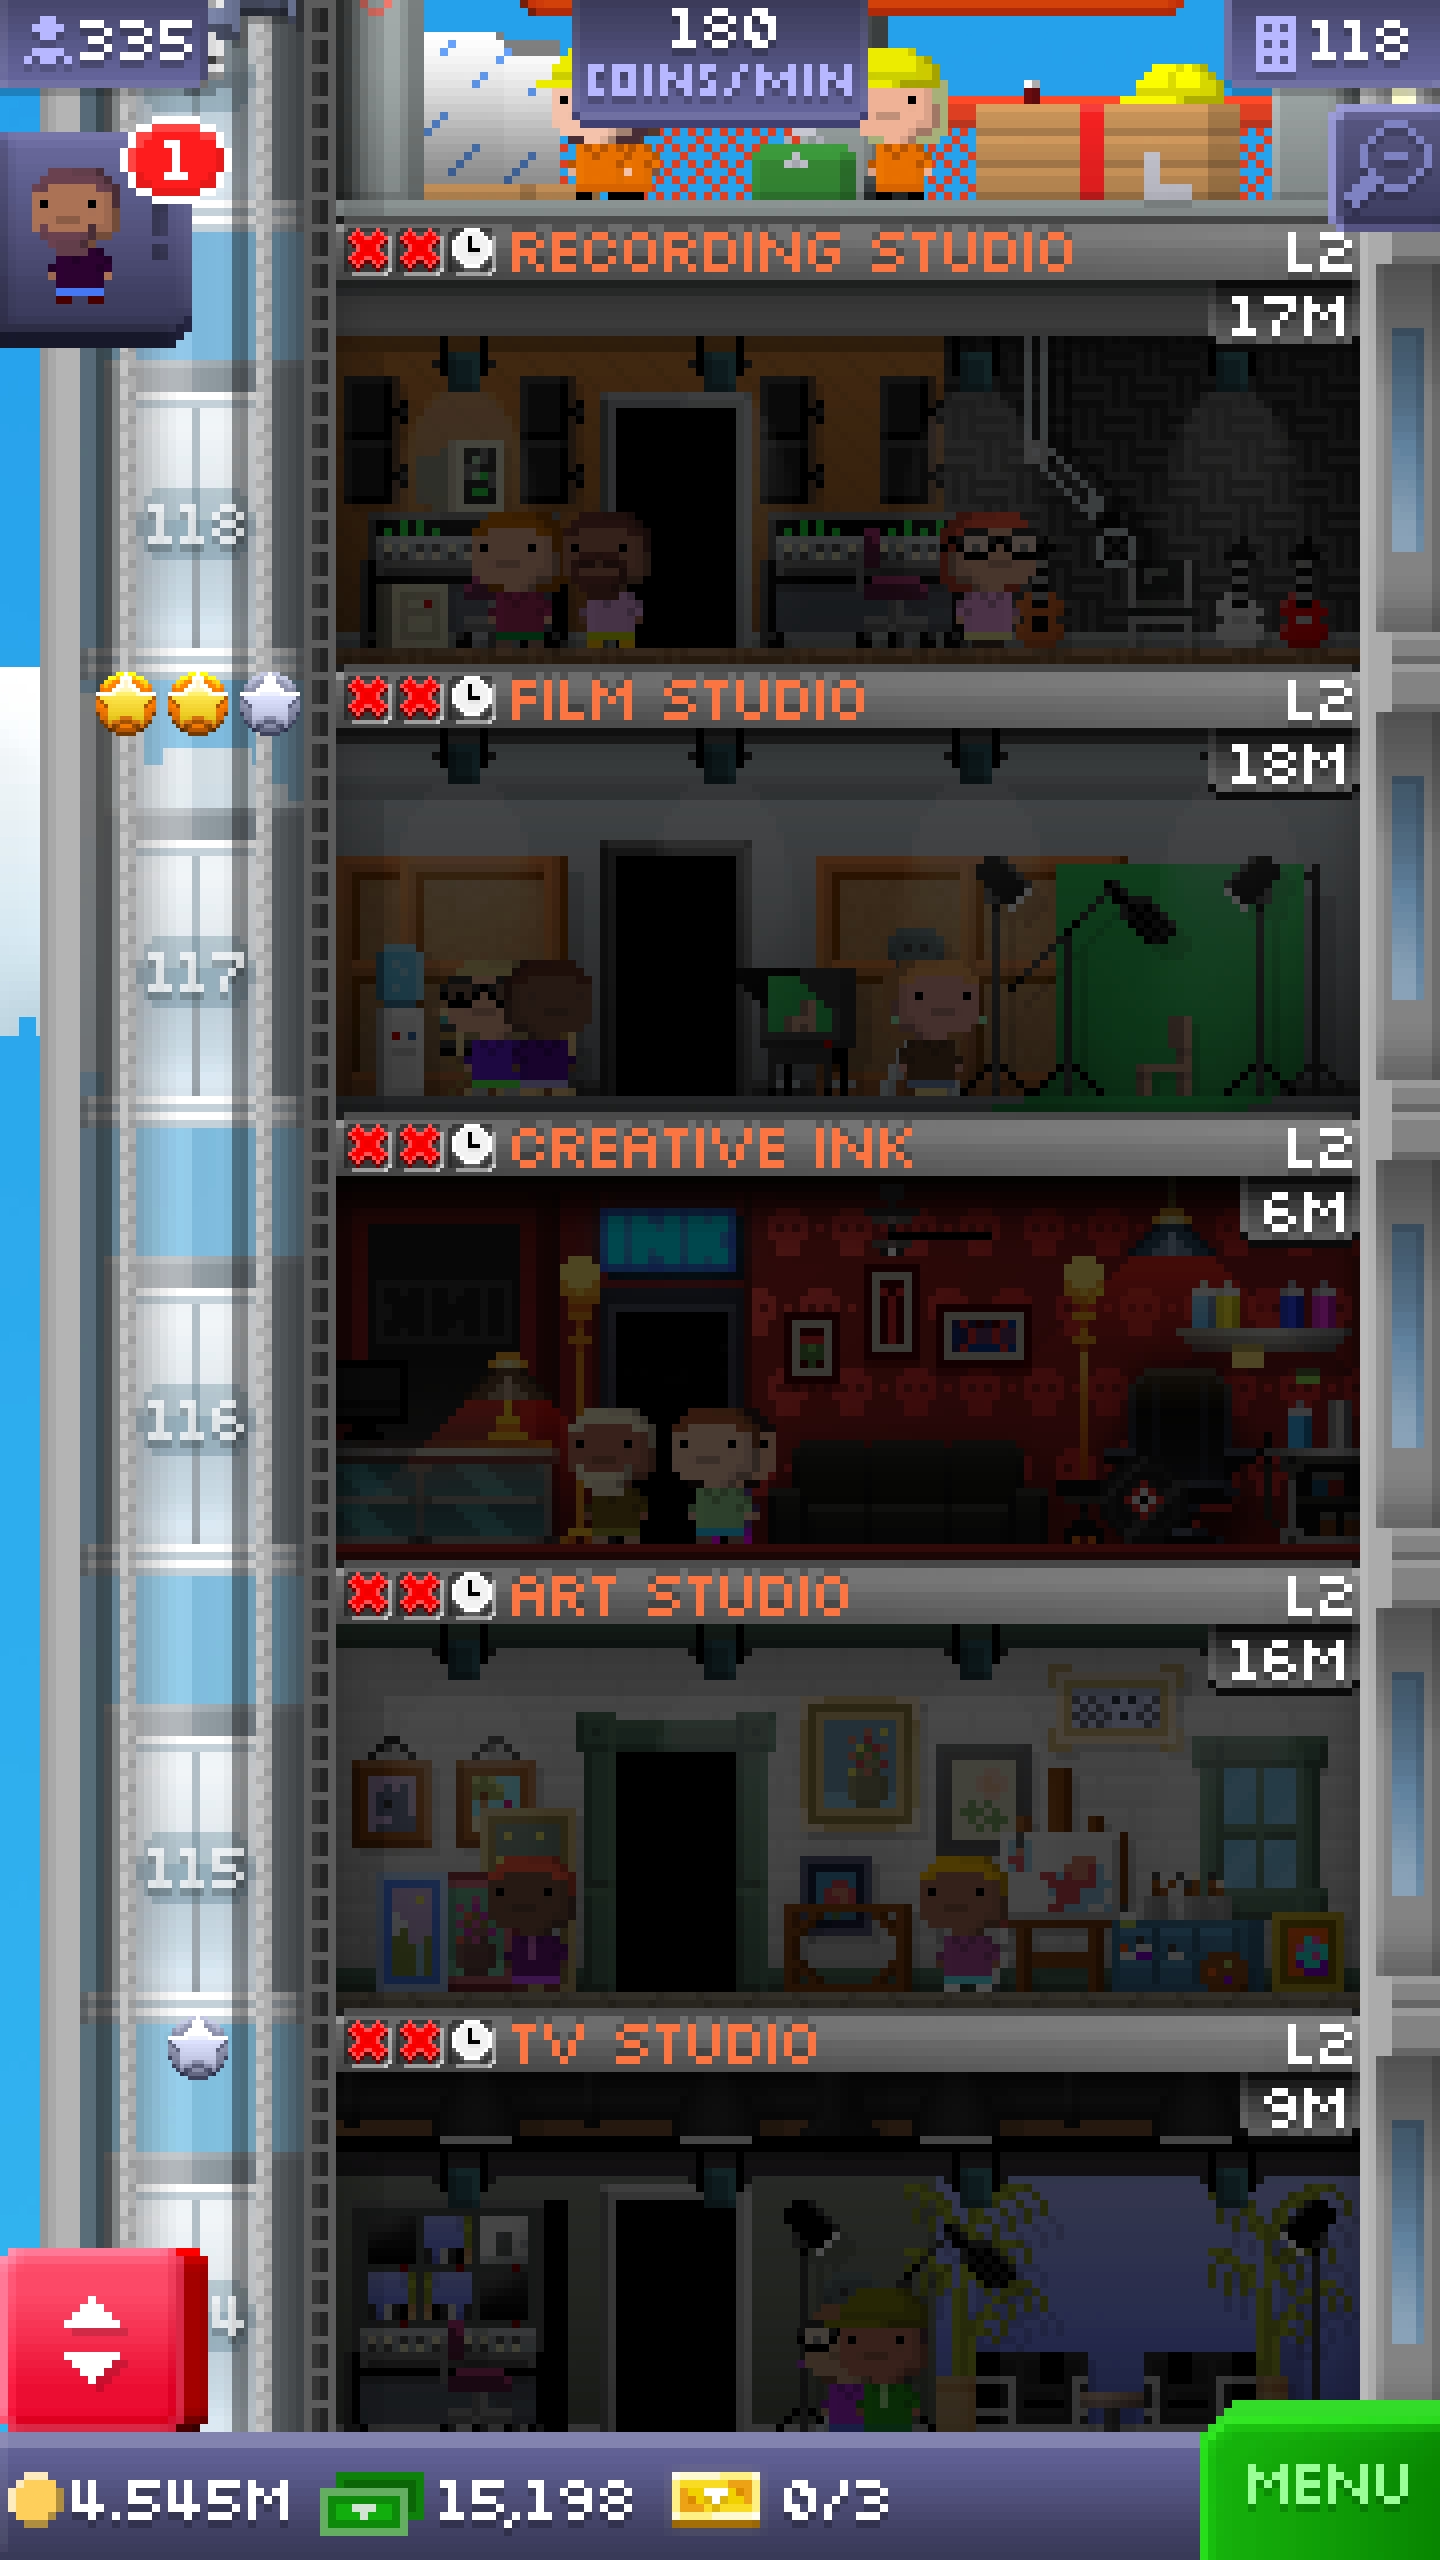 335
180
COINS/MIN
118
1
RECORDING STUDIO L2
17M
118
FILM STUDIO L2
18M
117
CREATIVE INK L2
6M
INK
116
ART STUDIO L2
16M
115
TV STUDIO L2
9M
4
4.545M 15,198 0/3
MENU